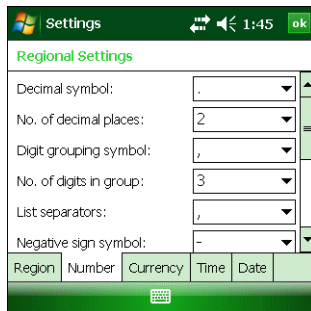 Settings 1:45 ok
Regional Settings
Decimal symbol: .
No. of decimal places: 2
Digit grouping symbol: ,
No. of digits in group: 3
List separators: ,
Negative sign symbol: -
Region Number Currency Time Date